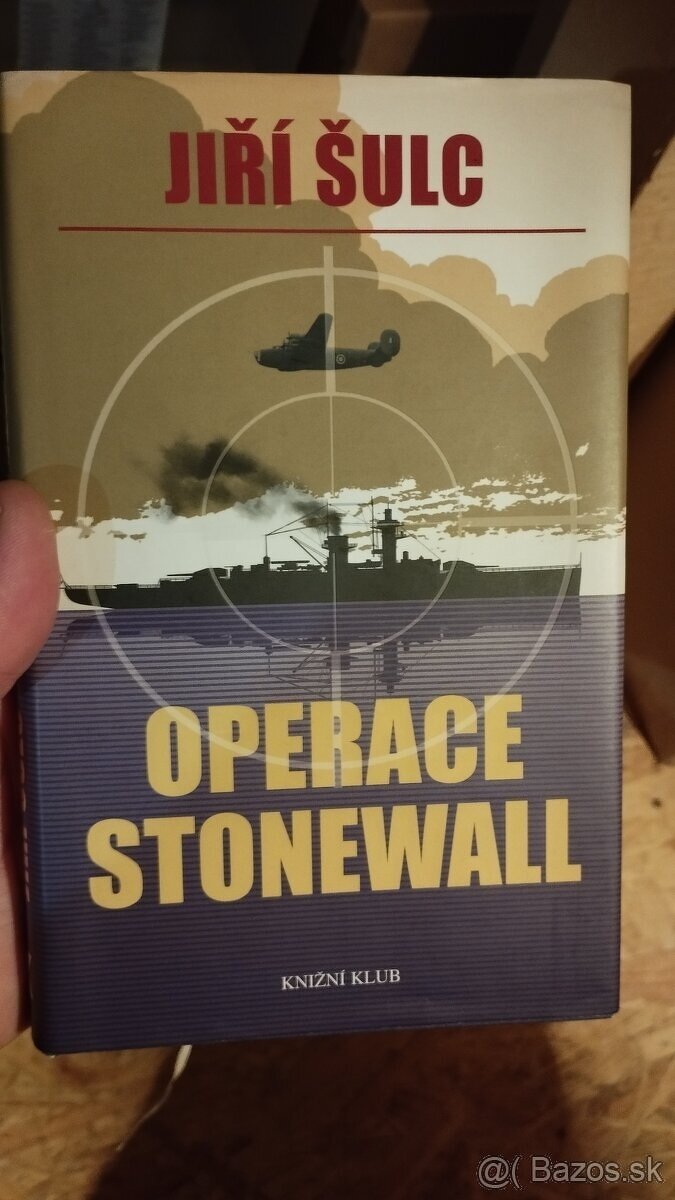 JIŘÍ ŠULC
OPERACE
STONEWALL
KNIŽNÍ KLUB
@( Bazos.sk